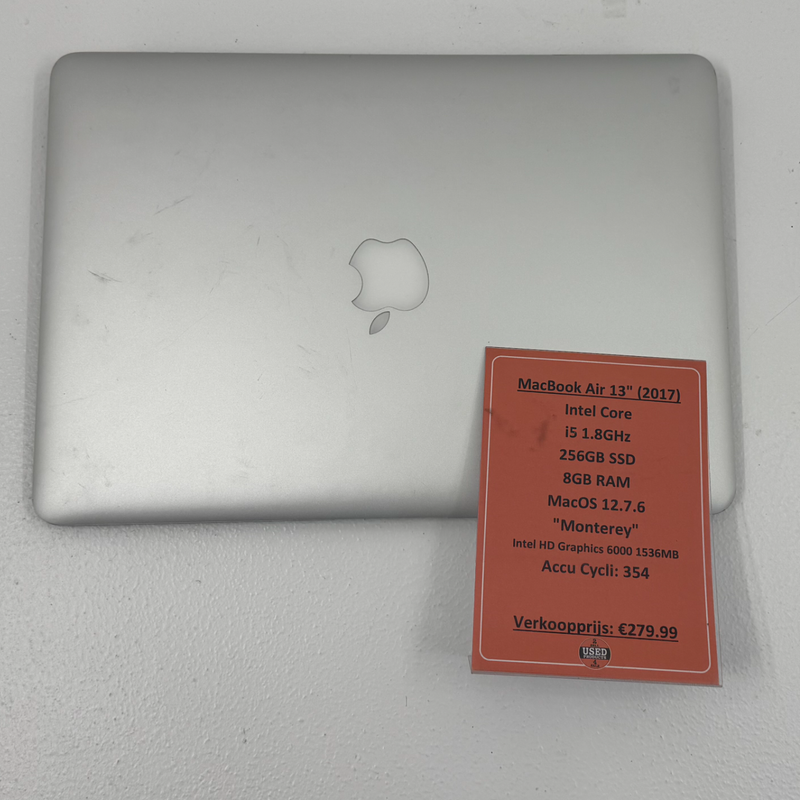 MacBook Air 13" (2017)
Intel Core
i5 1.8GHz
256GB SSD
8GB RAM
MacOS 12.7.6
"Monterey"
Intel HD Graphics 6000 1536MB
Accu Cycli: 354
Verkoopprijs: €279.99
USED
PRODUCTS